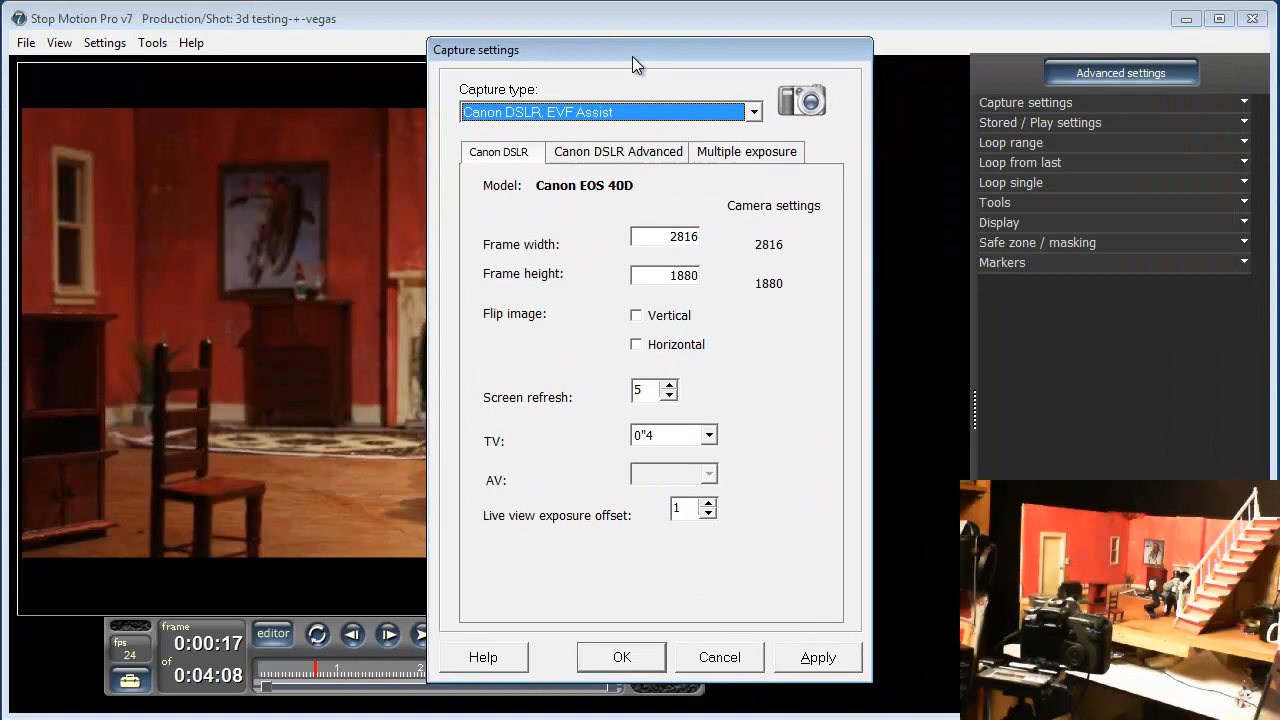 Stop Motion Pro v7 Production/Shot: 3d testing-+-vegas
File View Settings Tools Help
Capture settings
Capture type:
Canon DSLR, EVF Assist
Canon DSLR Canon DSLR Advanced Multiple exposure
Model: Canon EOS 40D
Camera settings
Frame width: 2816 2816
Frame height: 1880 1880
Flip image: Vertical
Horizontal
Screen refresh: 5
TV: 0"4
AV:
Live view exposure offset: 1
Help OK Cancel Apply
Advanced settings
Capture settings
Stored / Play settings
Loop range
Loop from last
Loop single
Tools
Display
Safe zone / masking
Markers
fps
24
frame
0:00:17
of
0:04:08
editor
1 2